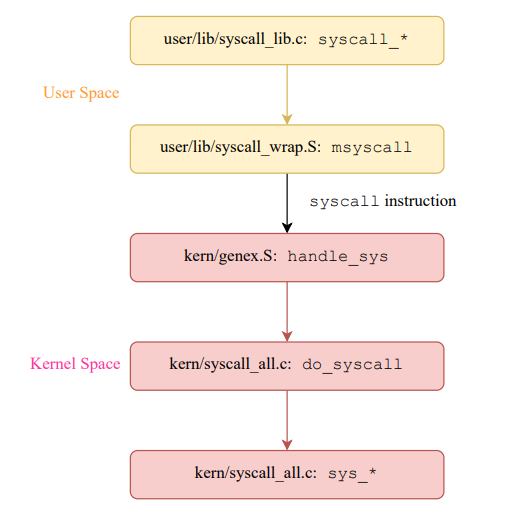 user/lib/syscall_lib.c: syscall_*
User Space
user/lib/syscall_wrap.S: msyscall
syscall instruction
kern/genex.S: handle_sys
Kernel Space
kern/syscall_all.c: do_syscall
kern/syscall_all.c: sys_*